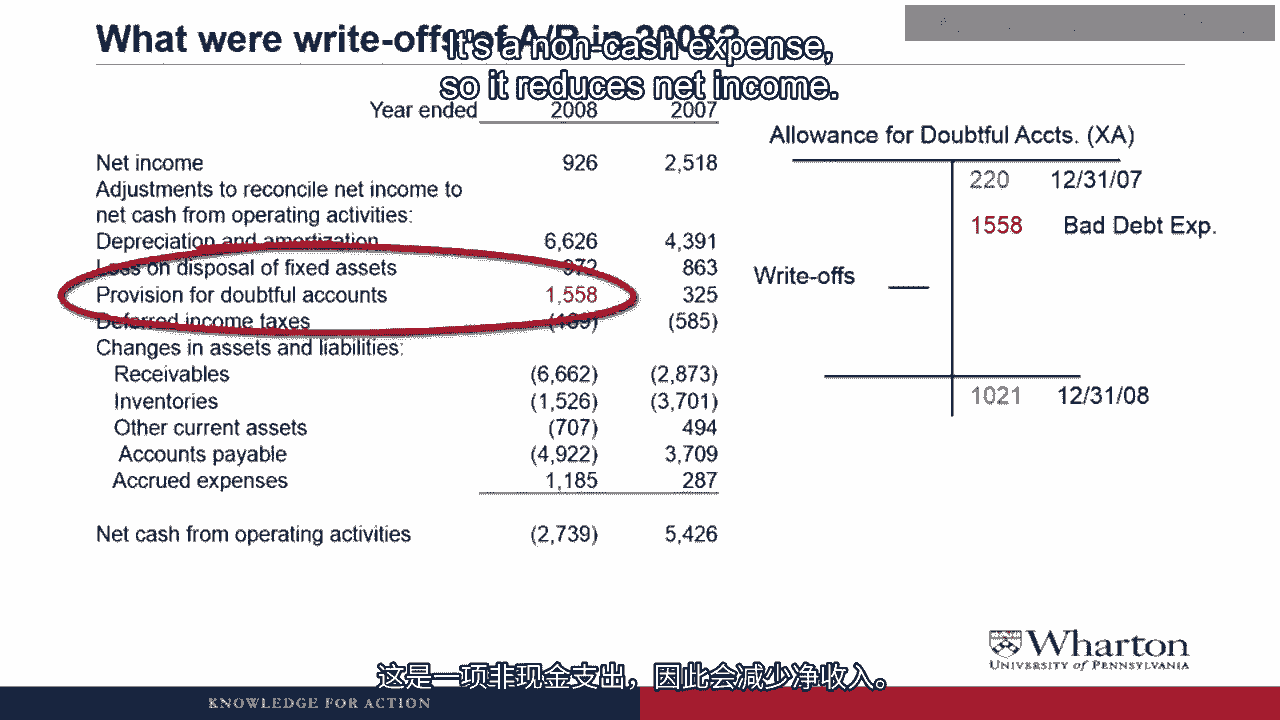 What were write-offs of A/R in 2008?
It's a non-cash expense,
so it reduces net income.
Year ended 2008 2007
Net income 926 2,518
Adjustments to reconcile net income to
net cash from operating activities:
Depreciation and amortization 6,626 4,391
Loss on disposal of fixed assets 972 863
Provision for doubtful accounts 1,558 325
Deferred income taxes (585)
Changes in assets and liabilities:
Receivables (6,662) (2,873)
Inventories (1,526) (3,701)
Other current assets (707) 494
Accounts payable (4,922) 3,709
Accrued expenses 1,185 287
Net cash from operating activities (2,739) 5,426
Allowance for Doubtful Accts. (XA)
220 12/31/07
1558 Bad Debt Exp.
Write-offs
1021 12/31/08
Wharton
UNIVERSITY of PENNSYLVANIA
这是一项非现金支出，因此会减少净收入。
KNOWLEDGE FOR ACTION